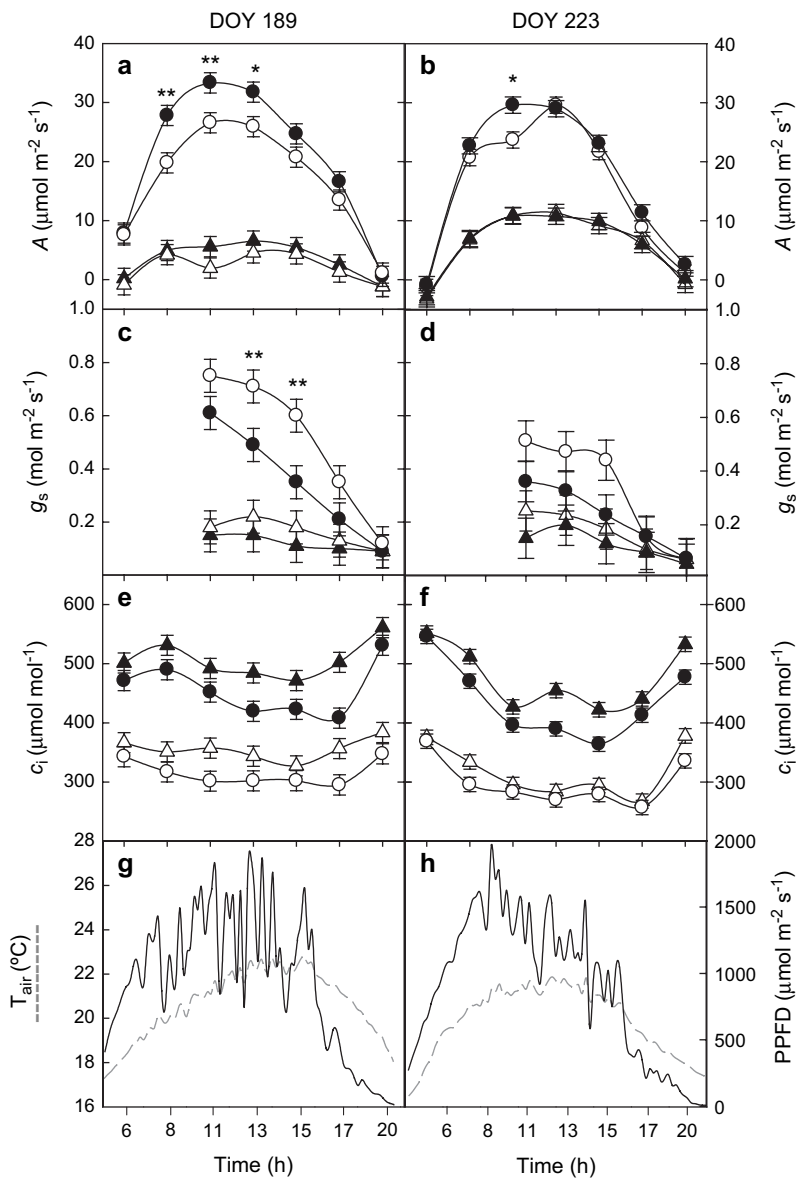 DOY 189 DOY 223
a
b
** ** *
*
40 40
30 30
20 20
10 10
0 0
A (μmol m⁻² s⁻¹)
A (μmol m⁻² s⁻¹)
1.0 1.0
c
d
** **
0.8 0.8
0.6 0.6
0.4 0.4
0.2 0.2
gₛ (mol m⁻² s⁻¹)
gₛ (mol m⁻² s⁻¹)
e
f
600 600
500 500
400 400
300 300
cᵢ (μmol mol⁻¹)
cᵢ (μmol mol⁻¹)
28 2000
g
h
26
24 1500
22 1000
20
18 500
16 0
Tair (ºC)
PPFD (μmol m⁻² s⁻¹)
6 8 11 13 15 17 20 6 8 11 13 15 17 20
Time (h) Time (h)